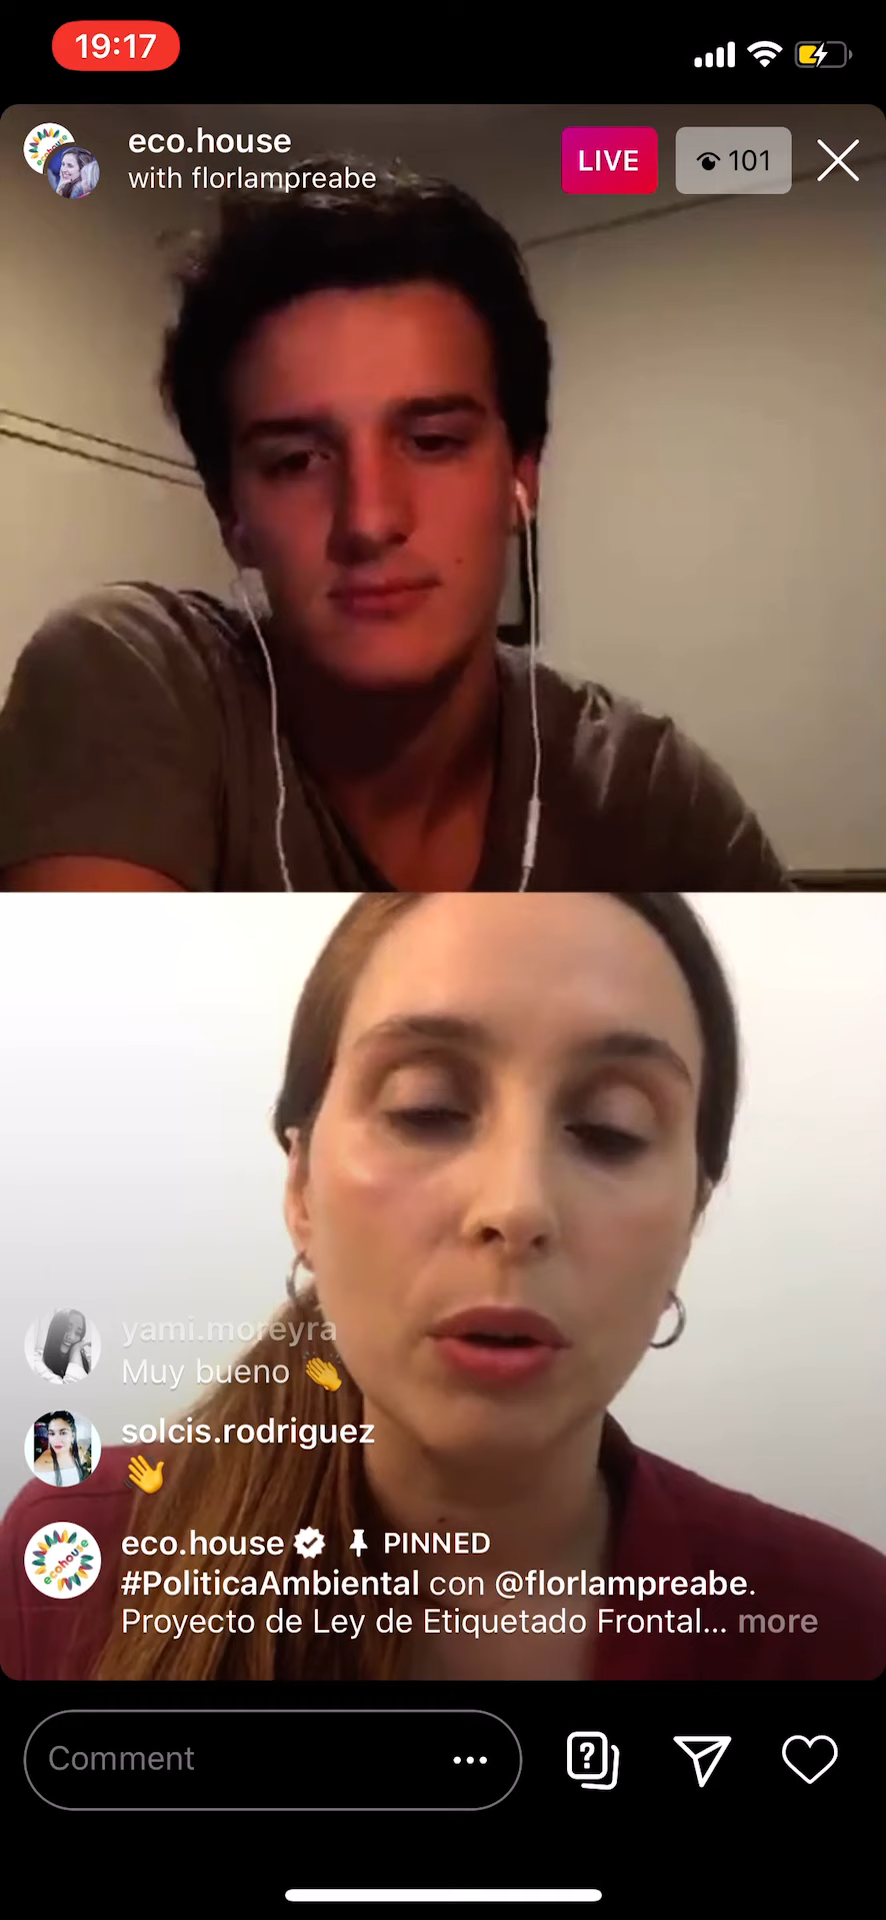 19:17
eco.house
with florlampreabe
LIVE
101
yami.moreyra
Muy bueno 👏
solcis.rodriguez
👋
ecohouse
eco.house PINNED
#PoliticaAmbiental con @florlampreabe.
Proyecto de Ley de Etiquetado Frontal... more
Comment